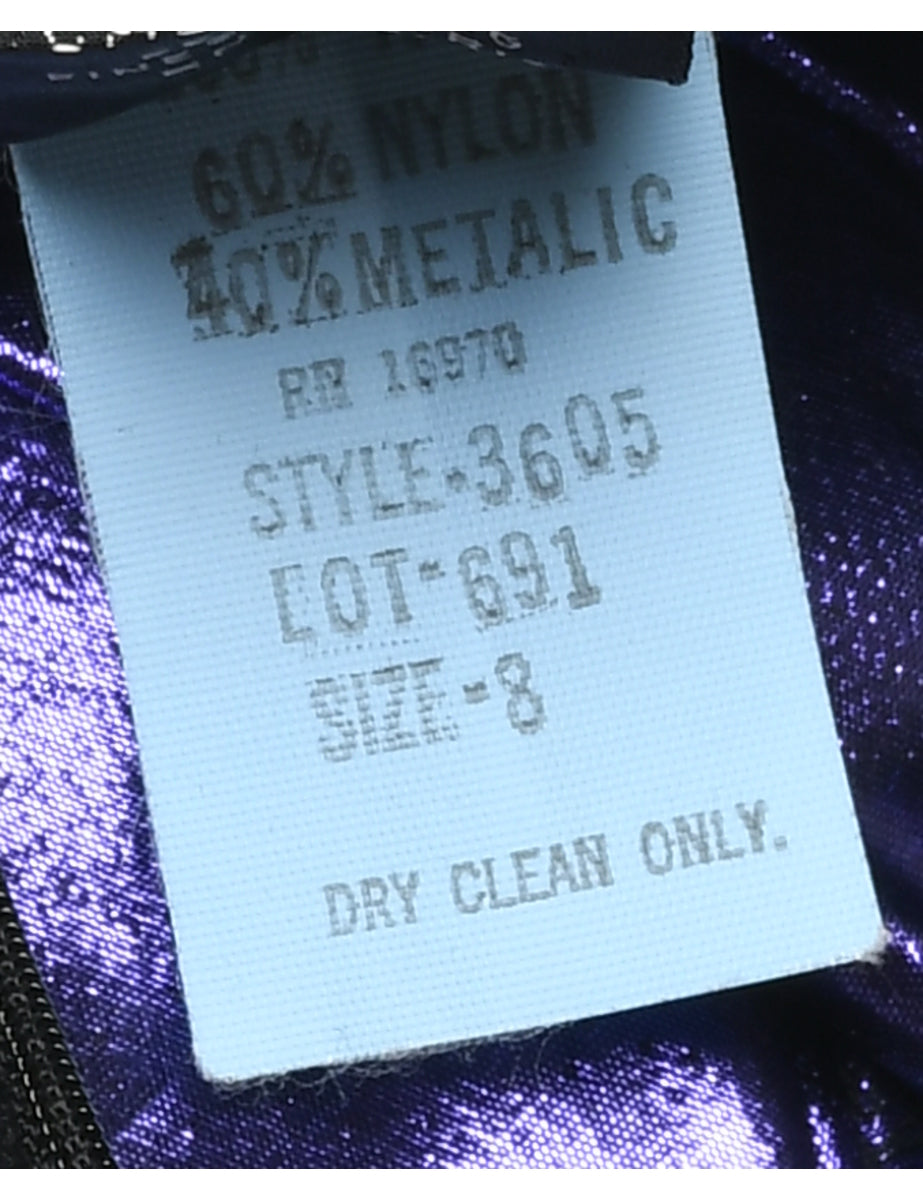 60% NYLON
40% METALIC
RN 16970
STYLE-3605
LOT-691
SIZE-8
DRY CLEAN ONLY.